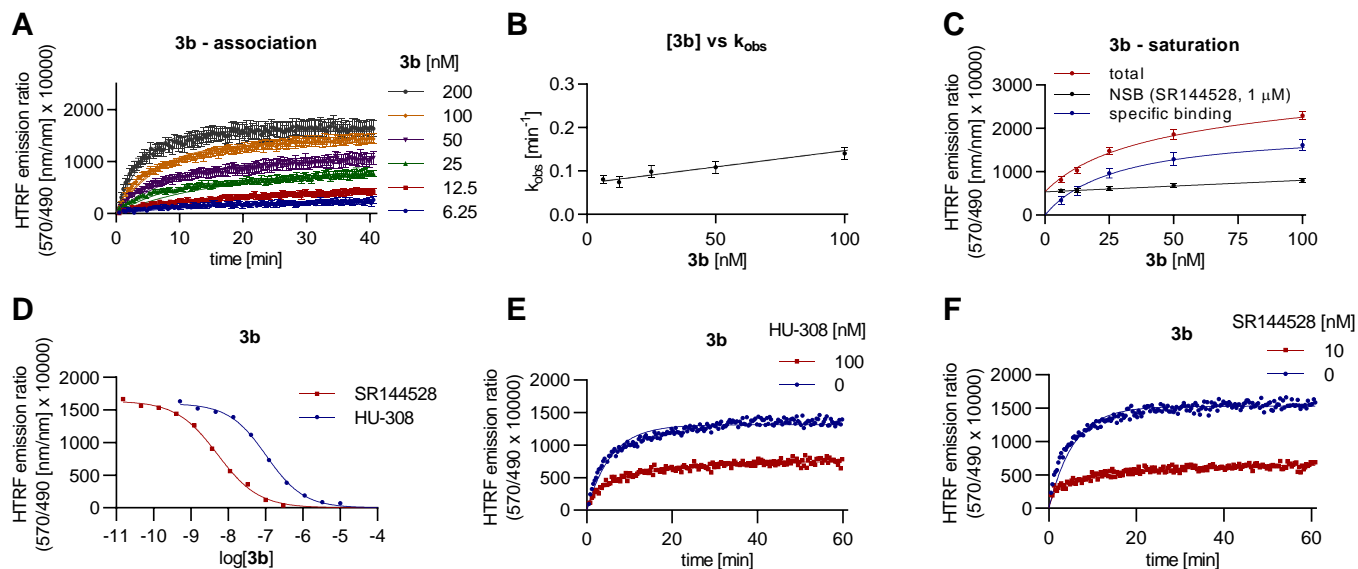 A
3b - association
HTRF emission ratio
(570/490 [nm/nm] x 10000)
2000
1000
0
0 10 20 30 40
time [min]
3b [nM]
200
100
50
25
12.5
6.25
B
[3b] vs kobs
kobs [min-1]
0.3
0.2
0.1
0.0
0 50 100
3b [nM]
C
3b - saturation
total
NSB (SR144528, 1 μM)
specific binding
HTRF emission ratio
(570/490 [nm/nm] x 10000)
3000
2000
1000
0
0 25 50 75 100
3b [nM]
D
3b
HTRF emission ratio
(570/490 [nm/nm] x 10000)
2000
1500
1000
500
0
-11 -10 -9 -8 -7 -6 -5 -4
log[3b]
SR144528
HU-308
E
3b
HU-308 [nM]
100
0
HTRF emission ratio
(570/490 x 10000)
2000
1500
1000
500
0
0 20 40 60
time [min]
F
3b
SR144528 [nM]
10
0
HTRF emission ratio
(570/490 x 10000)
2000
1500
1000
500
0
0 20 40 60
time [min]